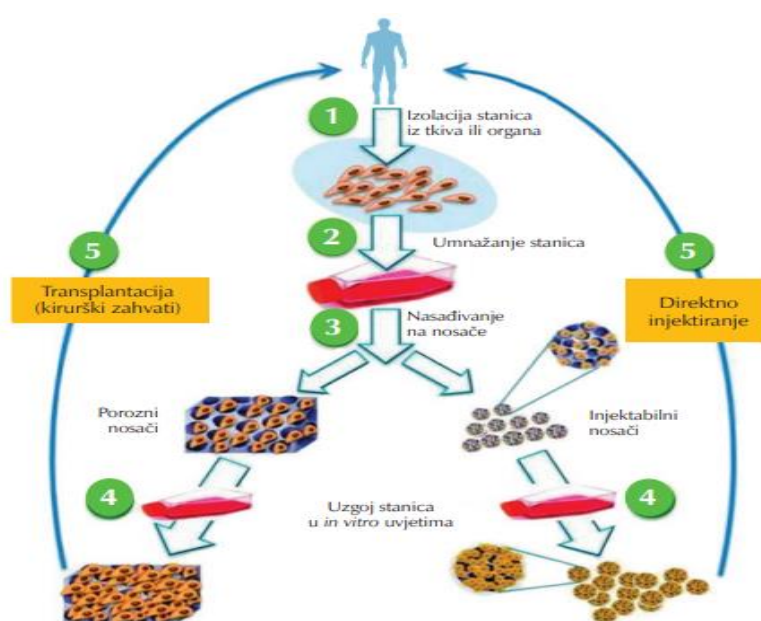 1
Izolacija stanica
iz tkiva ili organa
2
Umnažanje stanica
5
Transplantacija
(kirurški zahvati)
5
Direktno
injektiranje
3
Nasađivanje
na nosače
Porozni
nosači
Injektabilni
nosači
4
Uzgoj stanica
u in vitro uvjetima
4